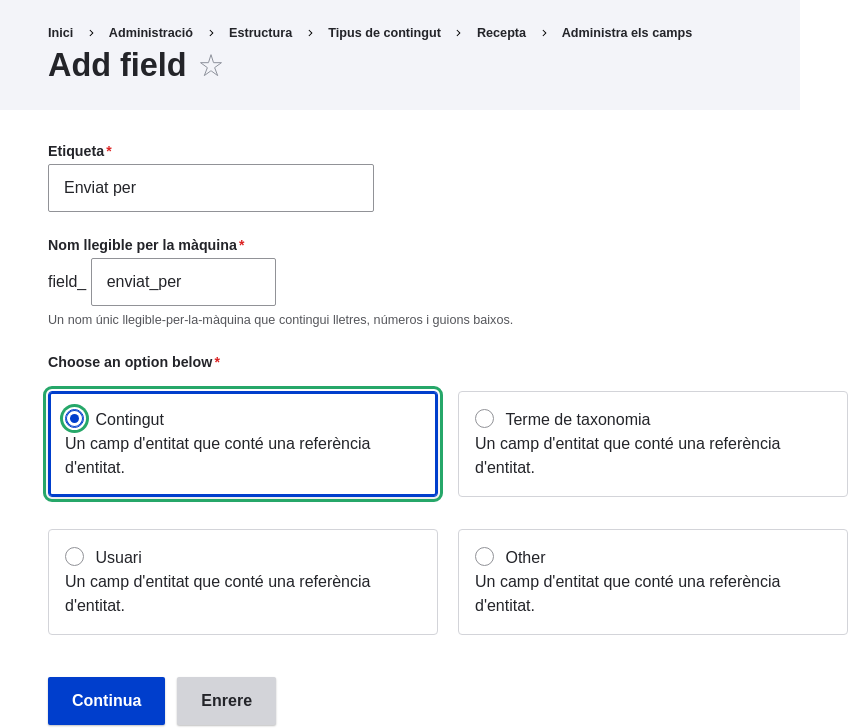 Inici › Administració › Estructura › Tipus de contingut › Recepta › Administra els camps
Add field
Etiqueta*
Enviat per
Nom llegible per la màquina*
field_ enviat_per
Un nom únic llegible-per-la-màquina que contingui lletres, números i guions baixos.
Choose an option below*
Contingut
Un camp d'entitat que conté una referència
d'entitat.
Terme de taxonomia
Un camp d'entitat que conté una referència
d'entitat.
Usuari
Un camp d'entitat que conté una referència
d'entitat.
Other
Un camp d'entitat que conté una referència
d'entitat.
Continua Enrere